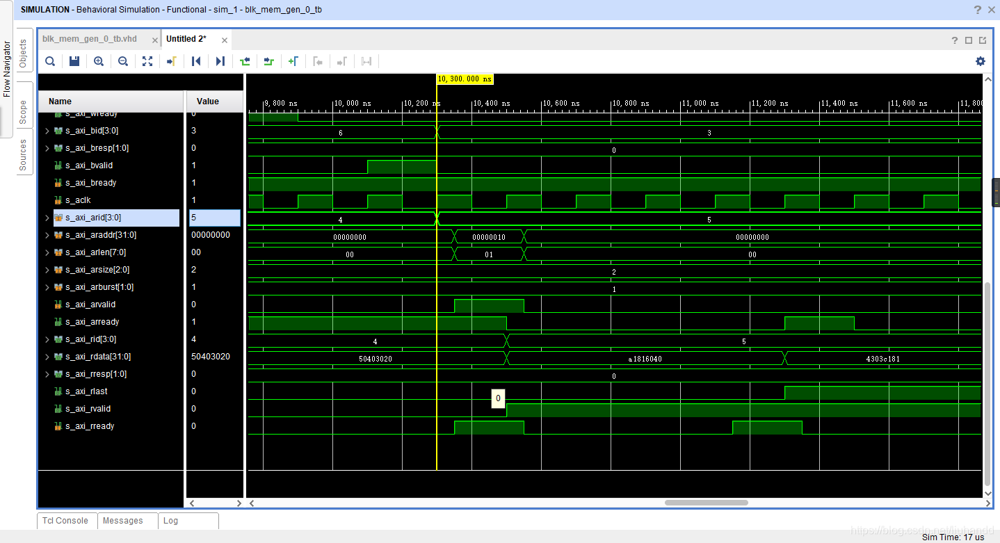 SIMULATION - Behavioral Simulation - Functional - sim_1 - blk_mem_gen_0_tb
Flow Navigator
Objects
Scope
Sources
blk_mem_gen_0_tb.vhd
Untitled 2*
10,300.000 ns
Name Value
9,800 ns 10,000 ns 10,200 ns 10,400 ns 10,600 ns 10,800 ns 11,000 ns 11,200 ns 11,400 ns 11,600 ns 11,800
s_axi_wready 0
s_axi_bid[3:0] 3 6 3
s_axi_bresp[1:0] 0 0
s_axi_bvalid 1
s_axi_bready 1
s_aclk 1
s_axi_arid[3:0] 5 4 5
s_axi_araddr[31:0] 00000000 00000000 00000010 00000000
s_axi_arlen[7:0] 00 00 01 00
s_axi_arsize[2:0] 2 2
s_axi_arburst[1:0] 1 1
s_axi_arvalid 0
s_axi_arready 1
s_axi_rid[3:0] 4 4 5
s_axi_rdata[31:0] 50403020 50403020 a1816040 4303c181
s_axi_rresp[1:0] 0 0
s_axi_rlast 0
0
s_axi_rvalid 0
s_axi_rready 0
Tcl Console Messages Log
https://blog.csdn.net/jiuhandd
Sim Time: 17 us